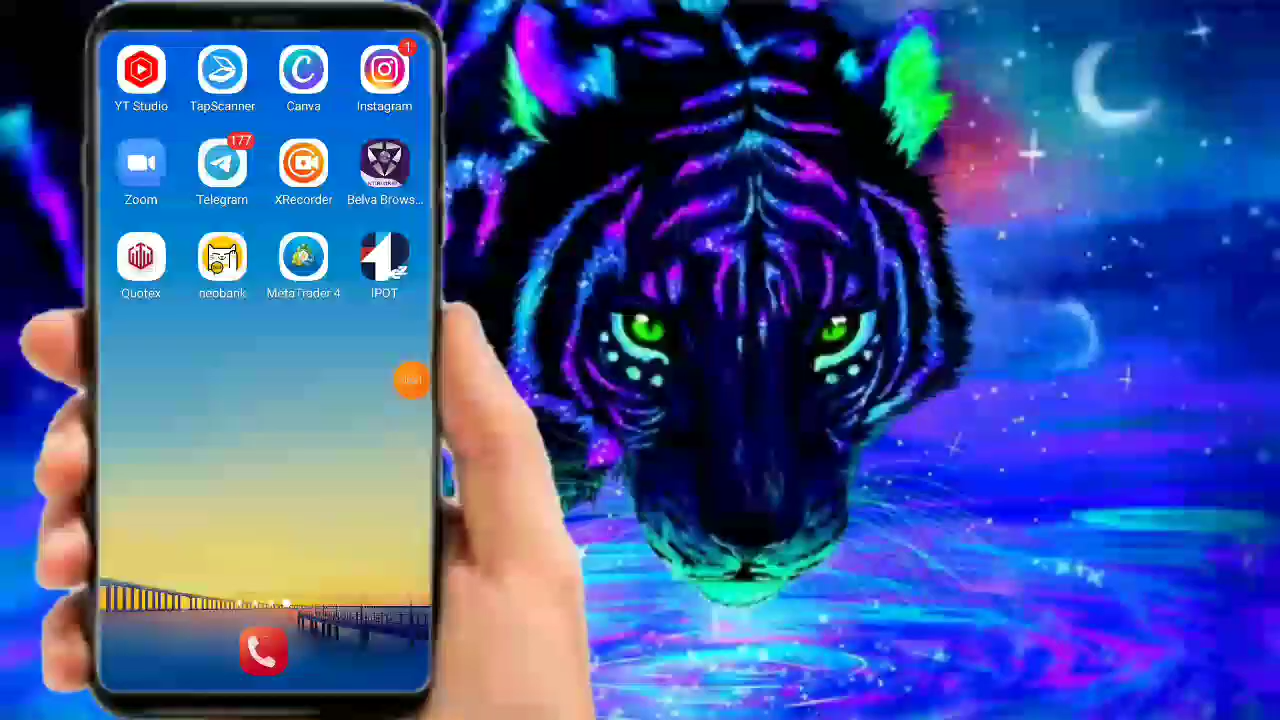 1
YT Studio TapScanner Canva Instagram
177
Zoom Telegram XRecorder Belva Brows...
Quotex neobank MetaTrader 4 IPOT